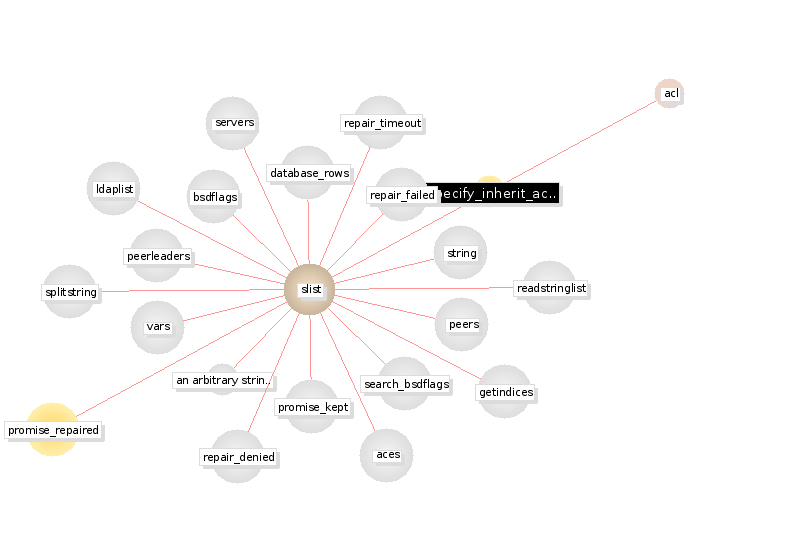 acl
servers
repair_timeout
database_rows
ldaplist
bsdflags
repair_failed
ecify_inherit_ac..
string
peerleaders
splitstring
slist
readstringlist
vars
peers
an arbitrary strin..
search_bsdflags
getindices
promise_kept
promise_repaired
repair_denied
aces